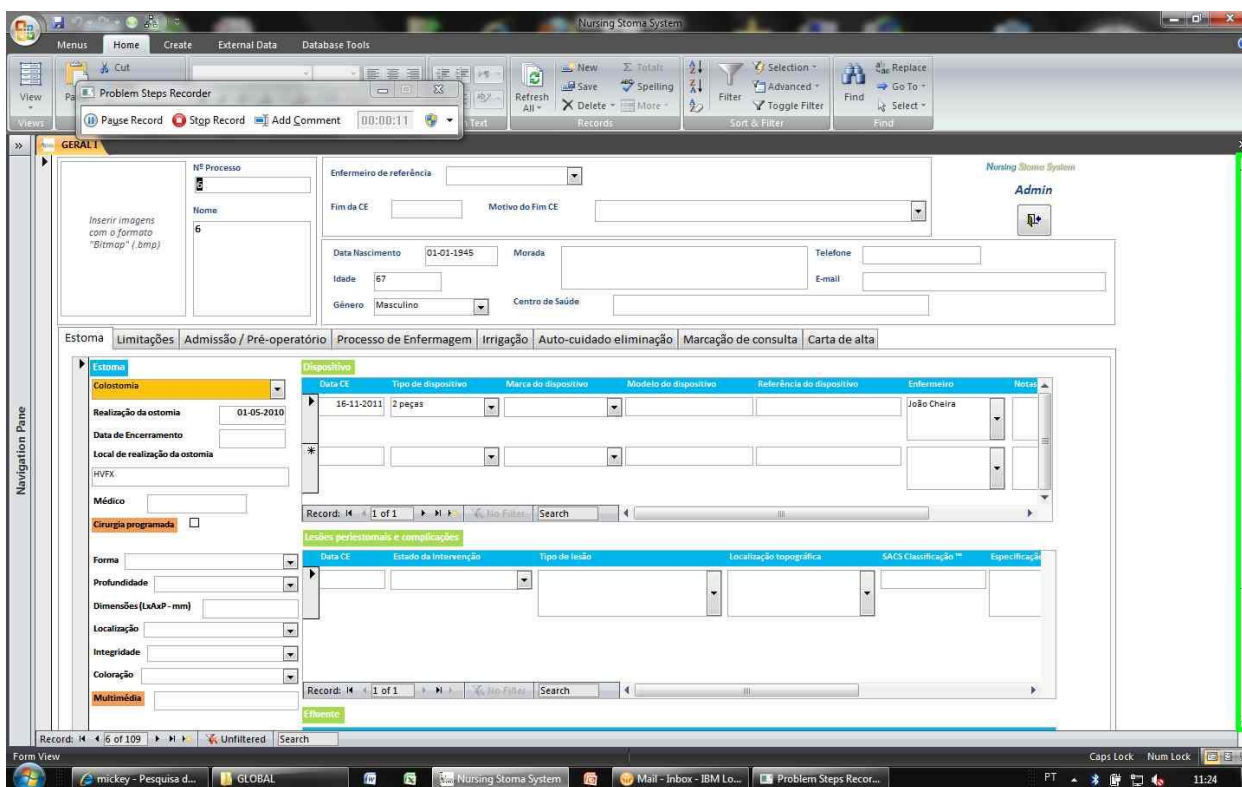 Nursing Stoma System
Menus Home Create External Data Database Tools
Cut
New Totals Selection Replace
View Save Spelling Advanced Go To
Refresh All Delete More Filter Toggle Filter Find Select
Views Text Records Sort & Filter Find
Problem Steps Recorder
Pause Record Stop Record Add Comment 00:00:11
GERAL I
Nº Processo
6
Nome
6
Inserir imagens
com o formato
"Bitmap" (.bmp)
Enfermeiro de referência
Fim da CE Motivo do Fim CE
Nursing Stoma System
Admin
Data Nascimento 01-01-1945 Morada Telefone
Idade 67 E-mail
Género Masculino Centro de Saúde
Estoma Limitações Admissão / Pré-operatório Processo de Enfermagem Irrigação Auto-cuidado eliminação Marcação de consulta Carta de alta
Estoma
Colostomia
Realização da ostomia 01-05-2010
Data de Encerramento
Local de realização da ostomia
HVFX
Médico
Cirurgia programada
Forma
Profundidade
Dimensões (LxAxP - mm)
Localização
Integridade
Coloração
Multimédia
Dispositivo
Data CE Tipo de dispositivo Marca do dispositivo Modelo do dispositivo Referência do dispositivo Enfermeiro Notas
16-11-2011 2 peças João Cheira
Record: 1 of 1 No Filter Search
Lesões periestomais e complicações
Data CE Estado da Intervenção Tipo de lesão Localização topográfica SACS Classificação ™ Especificação
Record: 1 of 1 No Filter Search
Efluente
Navigation Pane
Record: 6 of 109 Unfiltered Search
Form View Caps Lock Num Lock
mickey - Pesquisa d... GLOBAL Nursing Stoma System Mail - Inbox - IBM Lo... Problem Steps Recor... PT 11:24